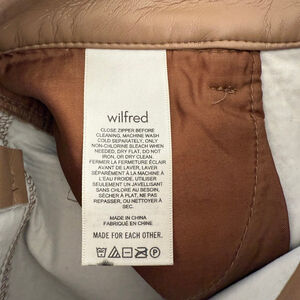 wilfred
CLOSE ZIPPER BEFORE
CLEANING, MACHINE WASH
COLD SEPARATELY, ONLY
NON-CHLORINE BLEACH WHEN
NEEDED, DRY FLAT, DO NOT
IRON, OR DRY CLEAN.
FERMER LA FERMETURE ÉCLAIR
AVANT DE LAVER, LAVER
SÉPARÉMENT À LA MACHINE À
L'EAU FROIDE. UTILISER
SEULEMENT UN JAVELLISANT
SANS CHLORE AU BESOIN,
SÉCHER À PLAT, NE PAS
REPASSER, OU NETTOYER À
SEC.
MADE IN CHINA
FABRIQUÉ EN CHINE
MADE FOR EACH OTHER.